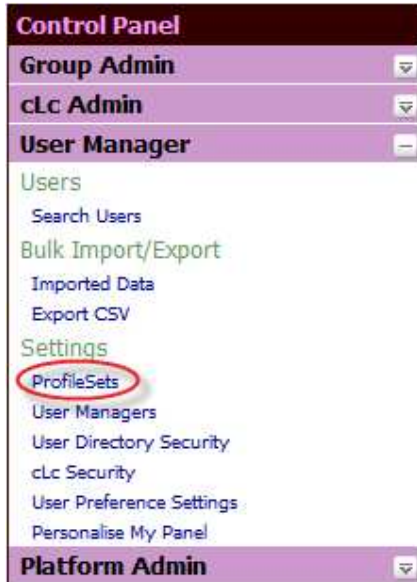 Control Panel
Group Admin
cLc Admin
User Manager
Users
Search Users
Bulk Import/Export
Imported Data
Export CSV
Settings
ProfileSets
User Managers
User Directory Security
cLc Security
User Preference Settings
Personalise My Panel
Platform Admin